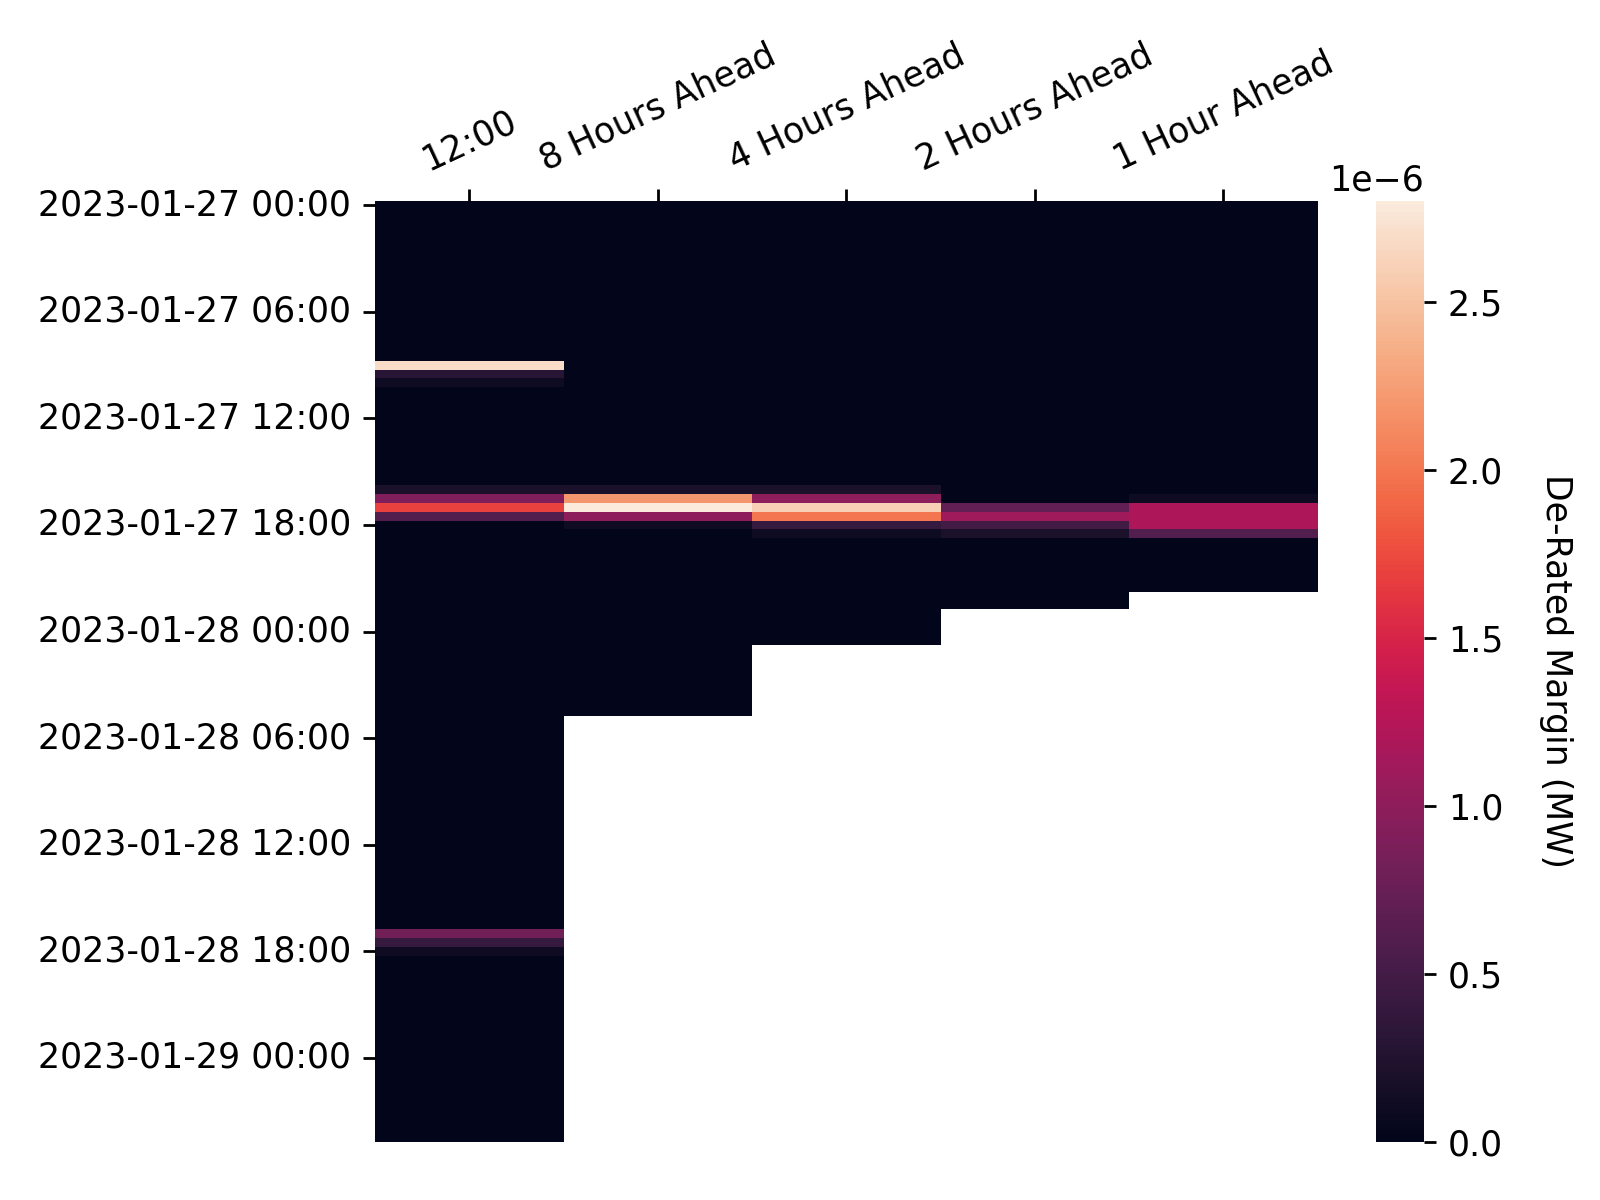 12:00
8 Hours Ahead
4 Hours Ahead
2 Hours Ahead
1 Hour Ahead
1e−6
2023-01-27 00:00
2023-01-27 06:00
2023-01-27 12:00
2023-01-27 18:00
2023-01-28 00:00
2023-01-28 06:00
2023-01-28 12:00
2023-01-28 18:00
2023-01-29 00:00
2.5
2.0
1.5
1.0
0.5
0.0
De-Rated Margin (MW)